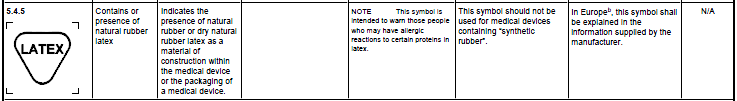 5.4.5
LATEX
Contains or
presence of
natural rubber
latex
Indicates the
presence of natural
rubber or dry natural
rubber latex as a
material of
construction within
the medical device
or the packaging of
a medical device.
NOTE This symbol is
intended to warn those people
who may have allergic
reactions to certain proteins in
latex.
This symbol should not be
used for medical devices
containing "synthetic
rubber".
In Europeᵇ, this symbol shall
be explained in the
information supplied by the
manufacturer.
N/A